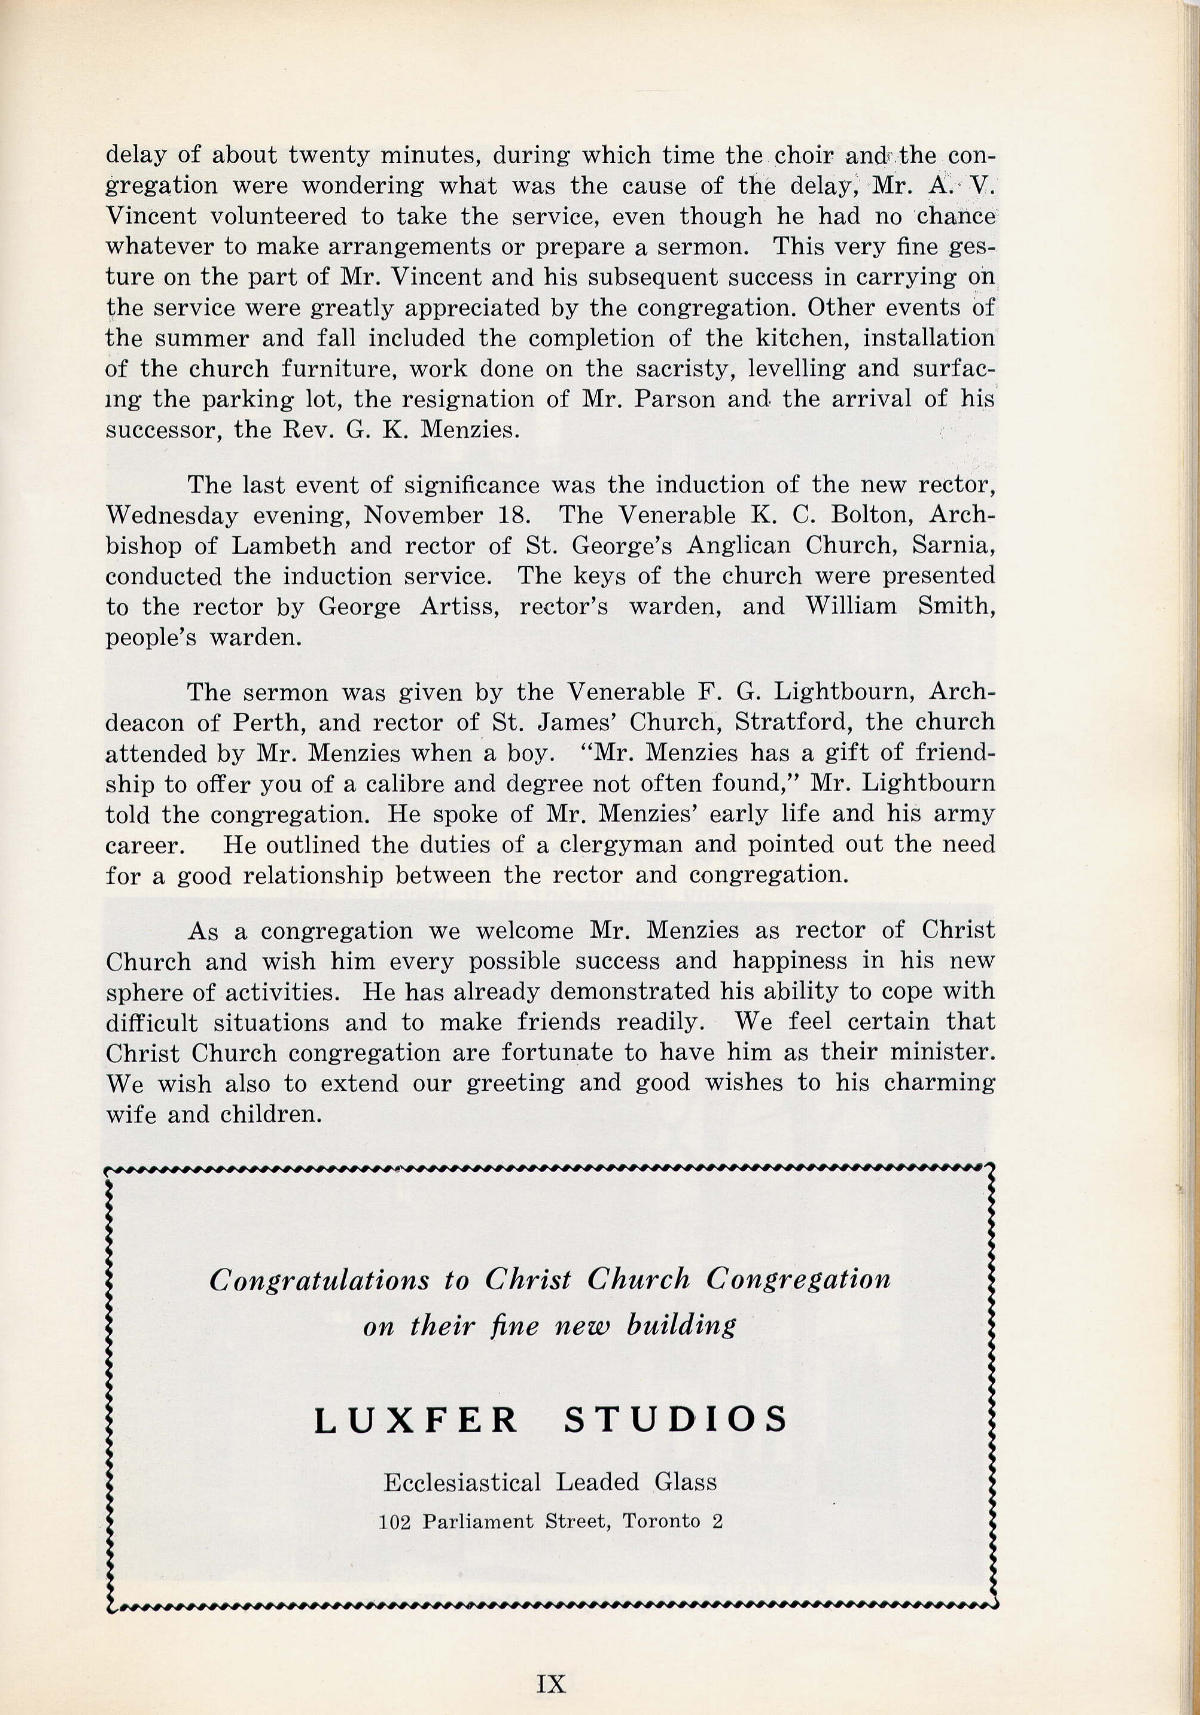 delay of about twenty minutes, during which time the choir and the con-
gregation were wondering what was the cause of the delay, Mr. A. V.
Vincent volunteered to take the service, even though he had no chance
whatever to make arrangements or prepare a sermon. This very fine ges-
ture on the part of Mr. Vincent and his subsequent success in carrying on
the service were greatly appreciated by the congregation. Other events of
the summer and fall included the completion of the kitchen, installation
of the church furniture, work done on the sacristy, levelling and surfac-
ing the parking lot, the resignation of Mr. Parson and the arrival of his
successor, the Rev. G. K. Menzies.
The last event of significance was the induction of the new rector,
Wednesday evening, November 18. The Venerable K. C. Bolton, Arch-
bishop of Lambeth and rector of St. George's Anglican Church, Sarnia,
conducted the induction service. The keys of the church were presented
to the rector by George Artiss, rector's warden, and William Smith,
people's warden.
The sermon was given by the Venerable F. G. Lightbourn, Arch-
deacon of Perth, and rector of St. James' Church, Stratford, the church
attended by Mr. Menzies when a boy. "Mr. Menzies has a gift of friend-
ship to offer you of a calibre and degree not often found," Mr. Lightbourn
told the congregation. He spoke of Mr. Menzies' early life and his army
career. He outlined the duties of a clergyman and pointed out the need
for a good relationship between the rector and congregation.
As a congregation we welcome Mr. Menzies as rector of Christ
Church and wish him every possible success and happiness in his new
sphere of activities. He has already demonstrated his ability to cope with
difficult situations and to make friends readily. We feel certain that
Christ Church congregation are fortunate to have him as their minister.
We wish also to extend our greeting and good wishes to his charming
wife and children.
Congratulations to Christ Church Congregation
on their fine new building
LUXFER STUDIOS
Ecclesiastical Leaded Glass
102 Parliament Street, Toronto 2
IX